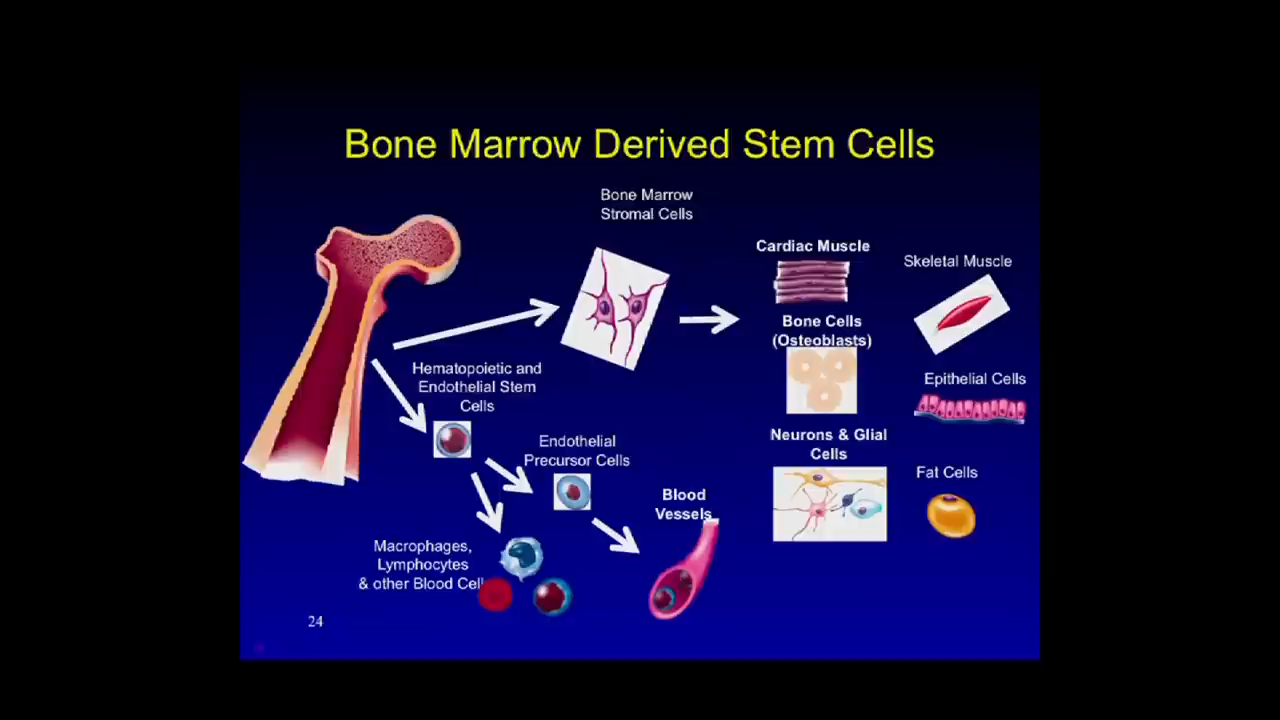 Bone Marrow Derived Stem Cells
Bone Marrow
Stromal Cells
Cardiac Muscle
Skeletal Muscle
Bone Cells
(Osteoblasts)
Hematopoietic and
Endothelial Stem
Cells
Epithelial Cells
Endothelial
Precursor Cells
Neurons & Glial
Cells
Fat Cells
Blood
Vessels
Macrophages,
Lymphocytes
& other Blood Cell
24